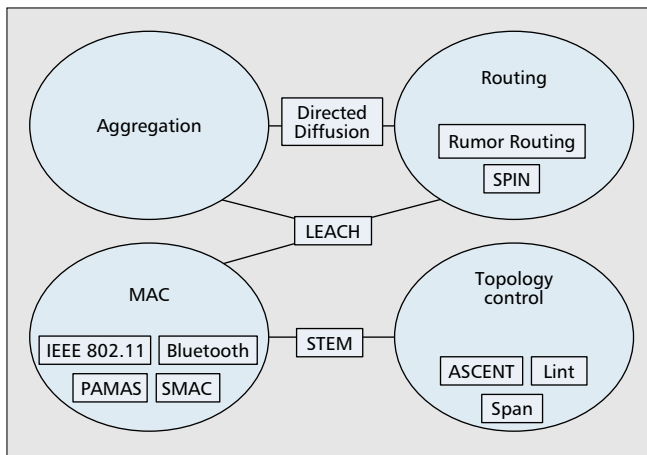 Aggregation
Directed
Diffusion
Routing
Rumor Routing
SPIN
LEACH
MAC
IEEE 802.11
Bluetooth
PAMAS
SMAC
STEM
Topology
control
ASCENT
Lint
Span